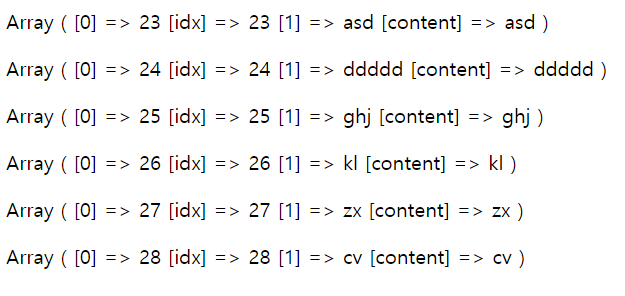 Array ( [0] => 23 [idx] => 23 [1] => asd [content] => asd )
Array ( [0] => 24 [idx] => 24 [1] => ddddd [content] => ddddd )
Array ( [0] => 25 [idx] => 25 [1] => ghj [content] => ghj )
Array ( [0] => 26 [idx] => 26 [1] => kl [content] => kl )
Array ( [0] => 27 [idx] => 27 [1] => zx [content] => zx )
Array ( [0] => 28 [idx] => 28 [1] => cv [content] => cv )